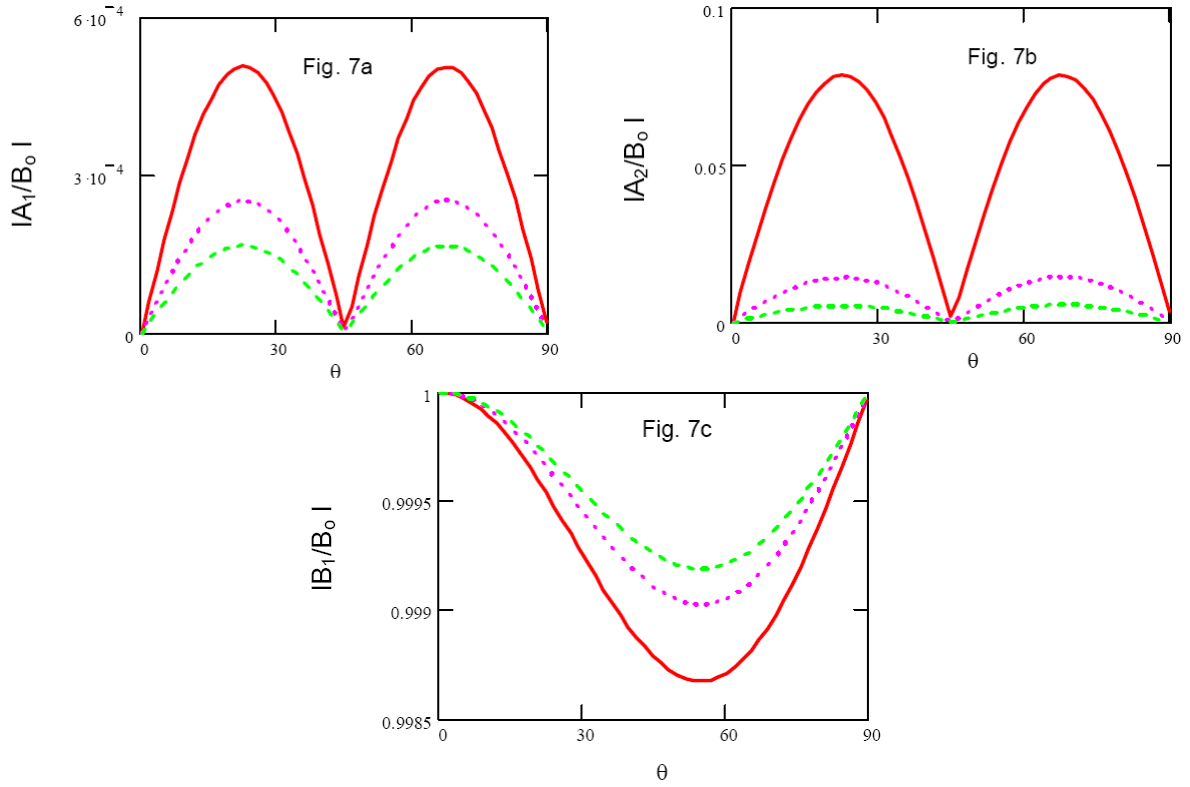 6·10⁻⁴
Fig. 7a
|A₁/Bₒ |
3·10⁻⁴
0
0 30 60 90
θ
0.1
Fig. 7b
|A₂/Bₒ |
0.05
0
0 30 60 90
θ
1
Fig. 7c
|B₁/Bₒ |
0.9995
0.999
0.9985
0 30 60 90
θ